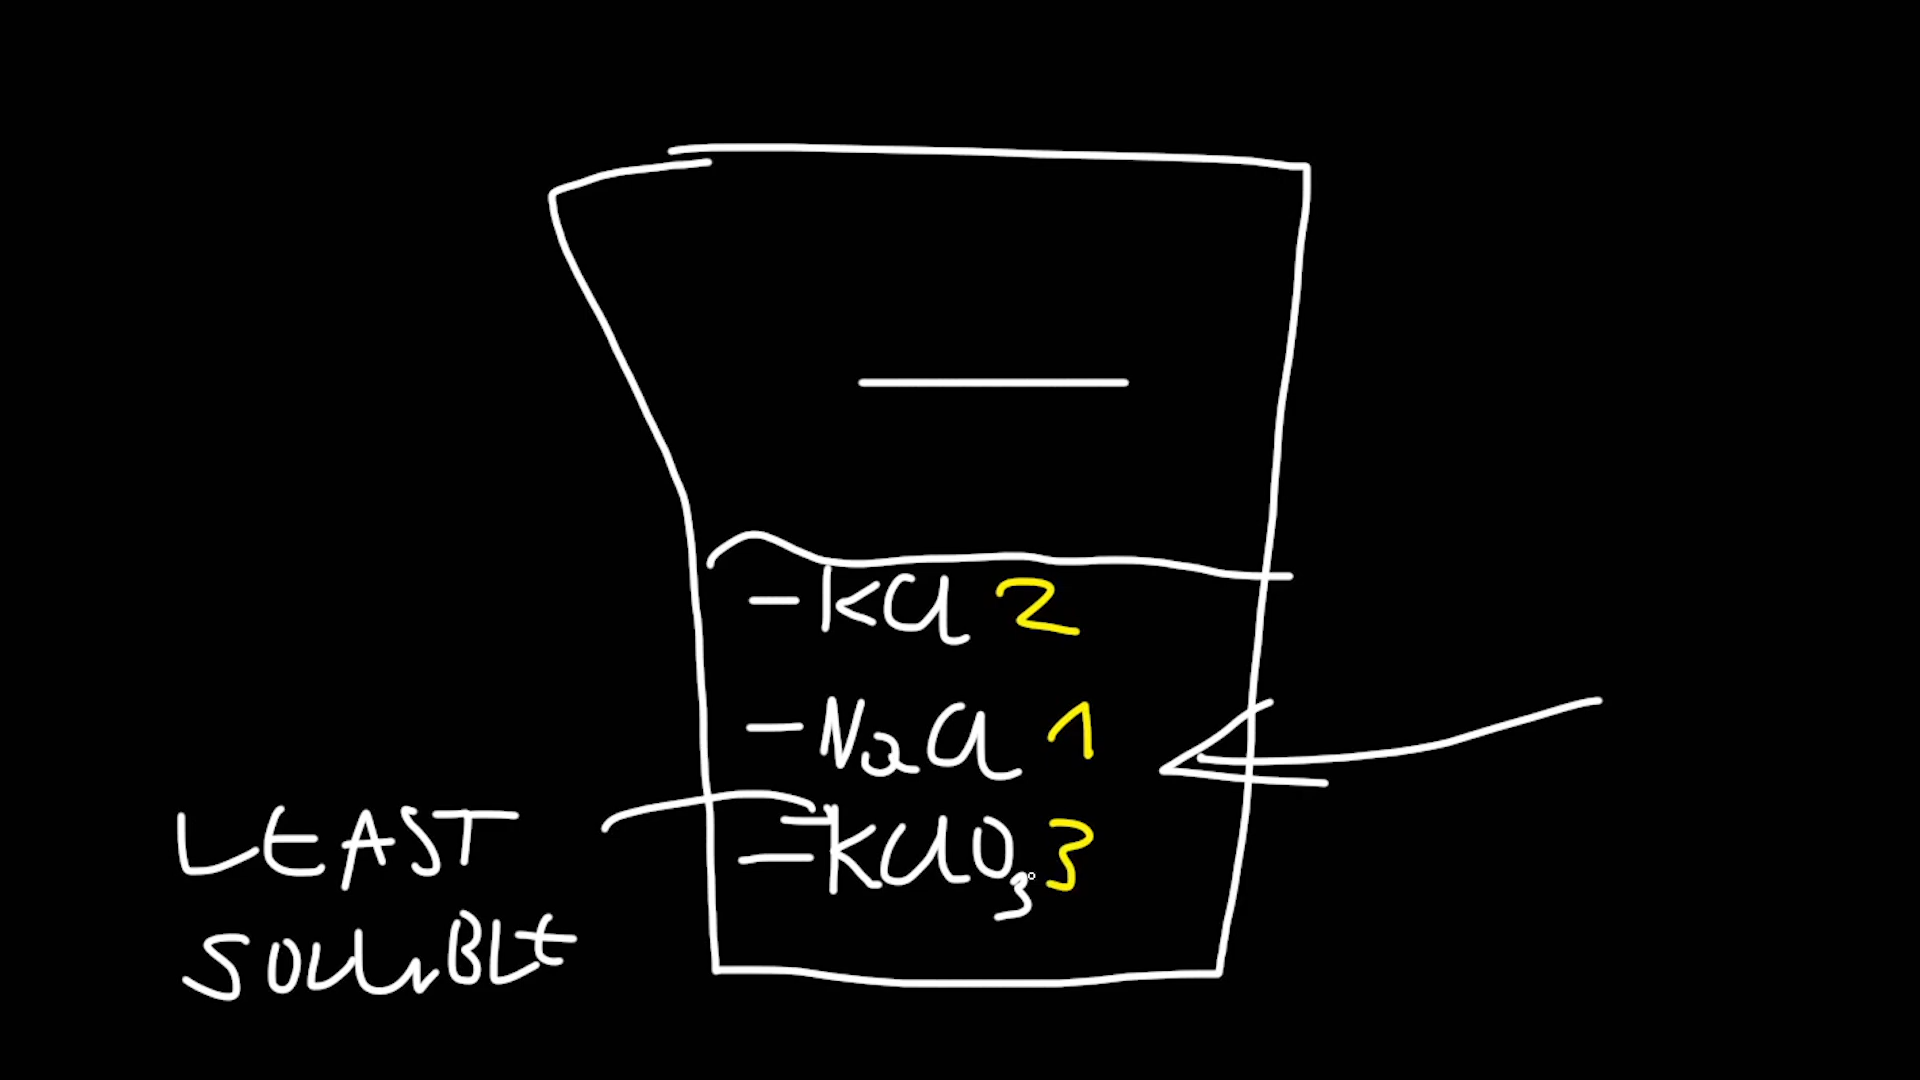 - KCl 2
- NaCl 1
- KClO₃ 3
LEAST
SOLUBLE